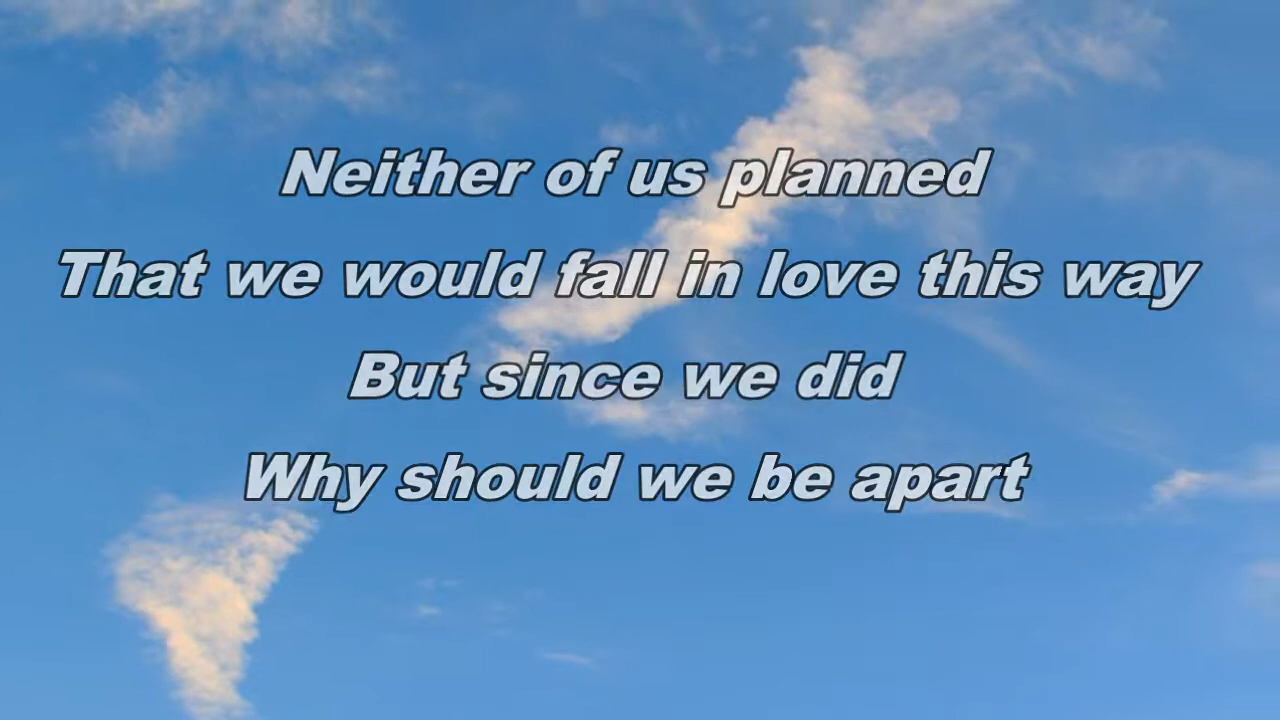 Neither of us planned
That we would fall in love this way
But since we did
Why should we be apart